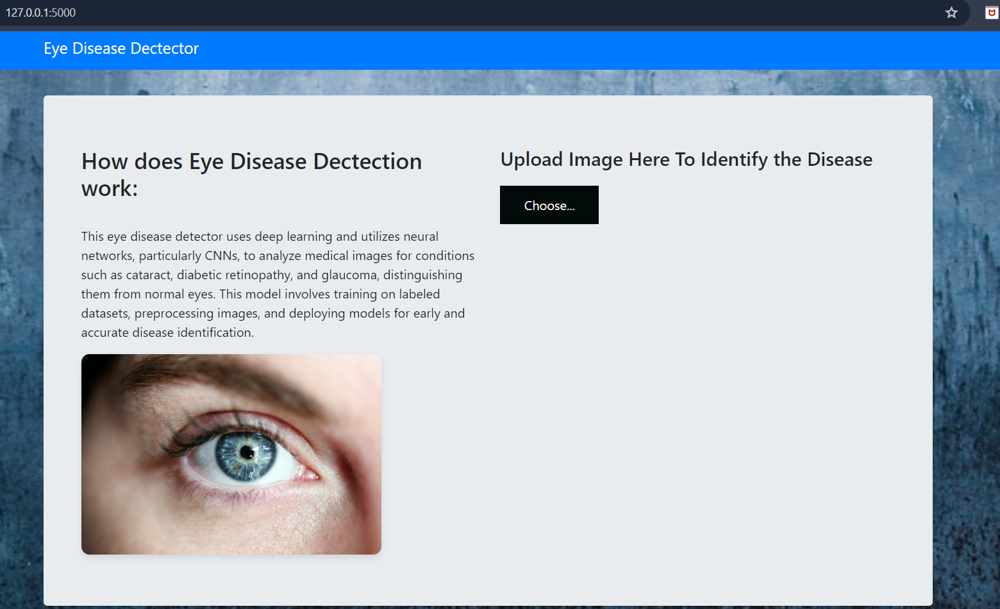 127.0.0.1:5000
Eye Disease Dectector
How does Eye Disease Dectection
work:
This eye disease detector uses deep learning and utilizes neural
networks, particularly CNNs, to analyze medical images for conditions
such as cataract, diabetic retinopathy, and glaucoma, distinguishing
them from normal eyes. This model involves training on labeled
datasets, preprocessing images, and deploying models for early and
accurate disease identification.
Upload Image Here To Identify the Disease
Choose...